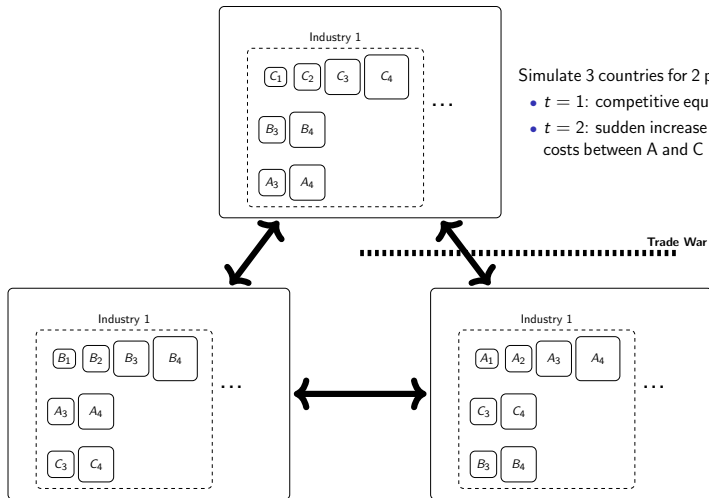 Industry 1
C1 C2 C3 C4
...
B3 B4
A3 A4
Simulate 3 countries for 2
• t = 1: competitive
• t = 2: sudden increase
costs between A and C
Trade War
Industry 1
B1 B2 B3 B4
...
A3 A4
C3 C4
Industry 1
A1 A2 A3 A4
...
C3 C4
B3 B4